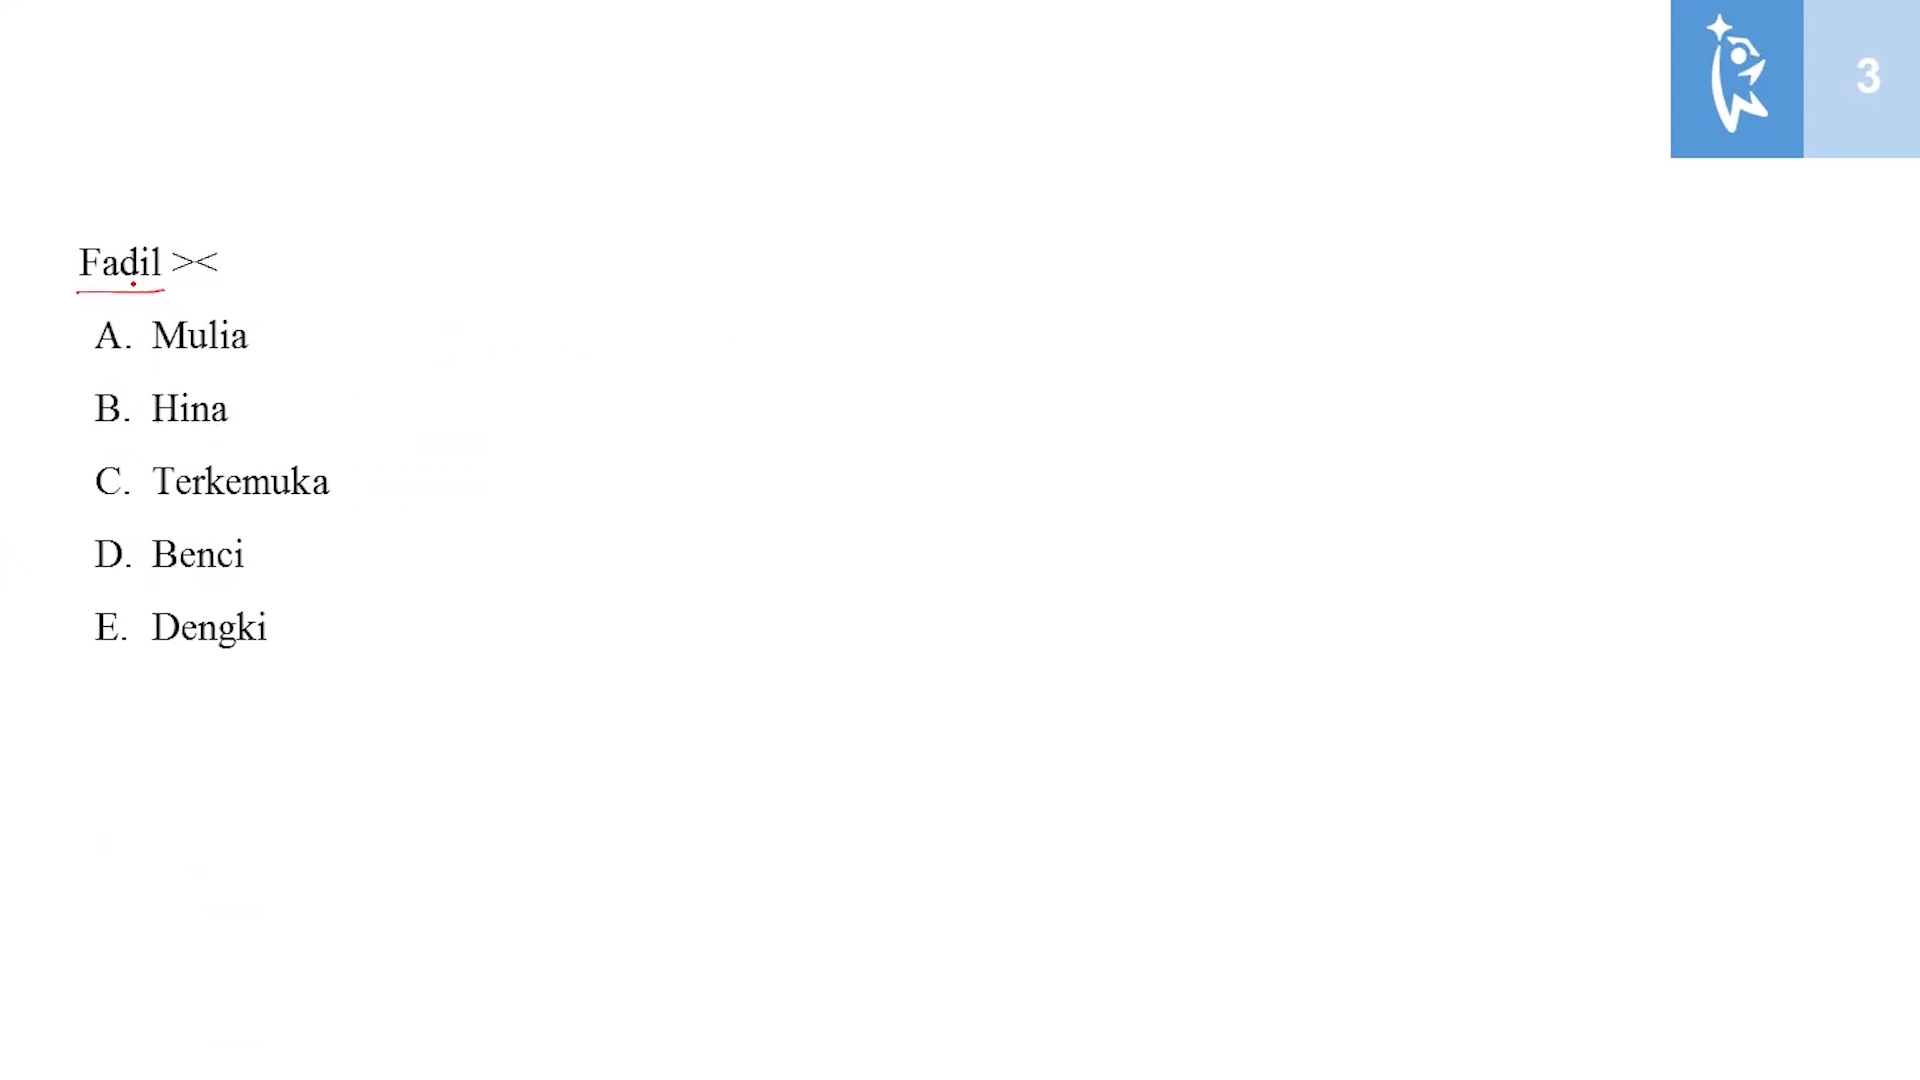 3
Fadil ><
A. Mulia
B. Hina
C. Terkemuka
D. Benci
E. Dengki